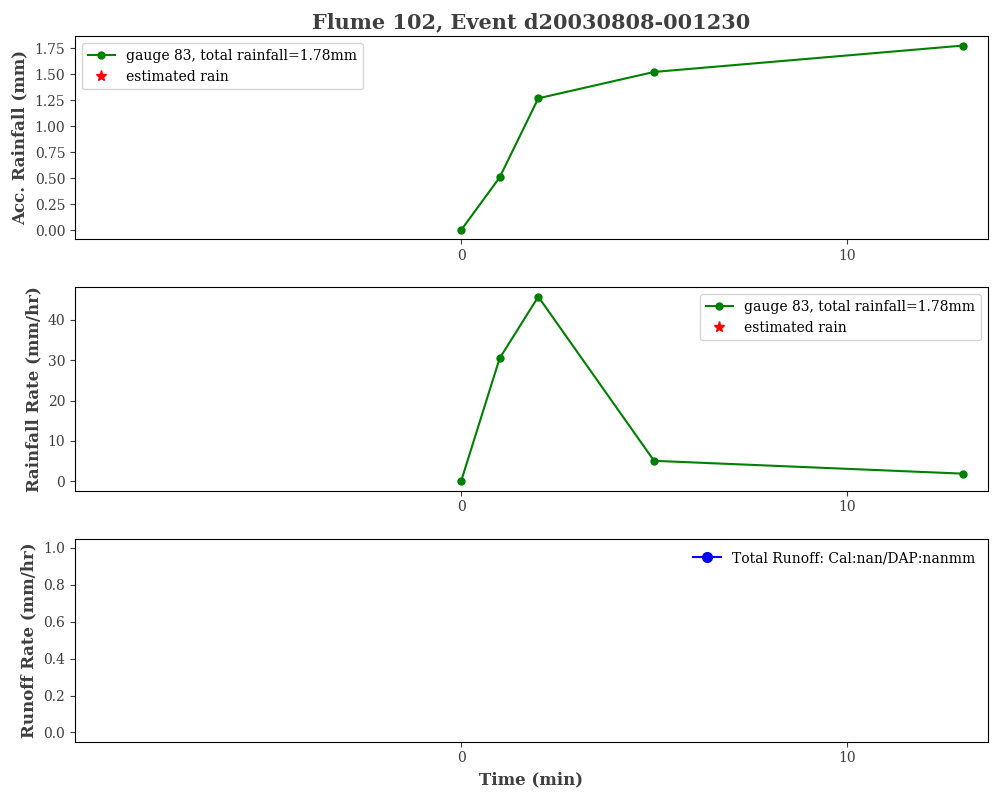 Flume 102, Event d20030808-001230
Acc. Rainfall (mm)
1.75
1.50
1.25
1.00
0.75
0.50
0.25
0.00
gauge 83, total rainfall=1.78mm
estimated rain
0 10
Rainfall Rate (mm/hr)
40
30
20
10
0
gauge 83, total rainfall=1.78mm
estimated rain
0 10
Runoff Rate (mm/hr)
1.0
0.8
0.6
0.4
0.2
0.0
Total Runoff: Cal:nan/DAP:nanmm
0 10
Time (min)